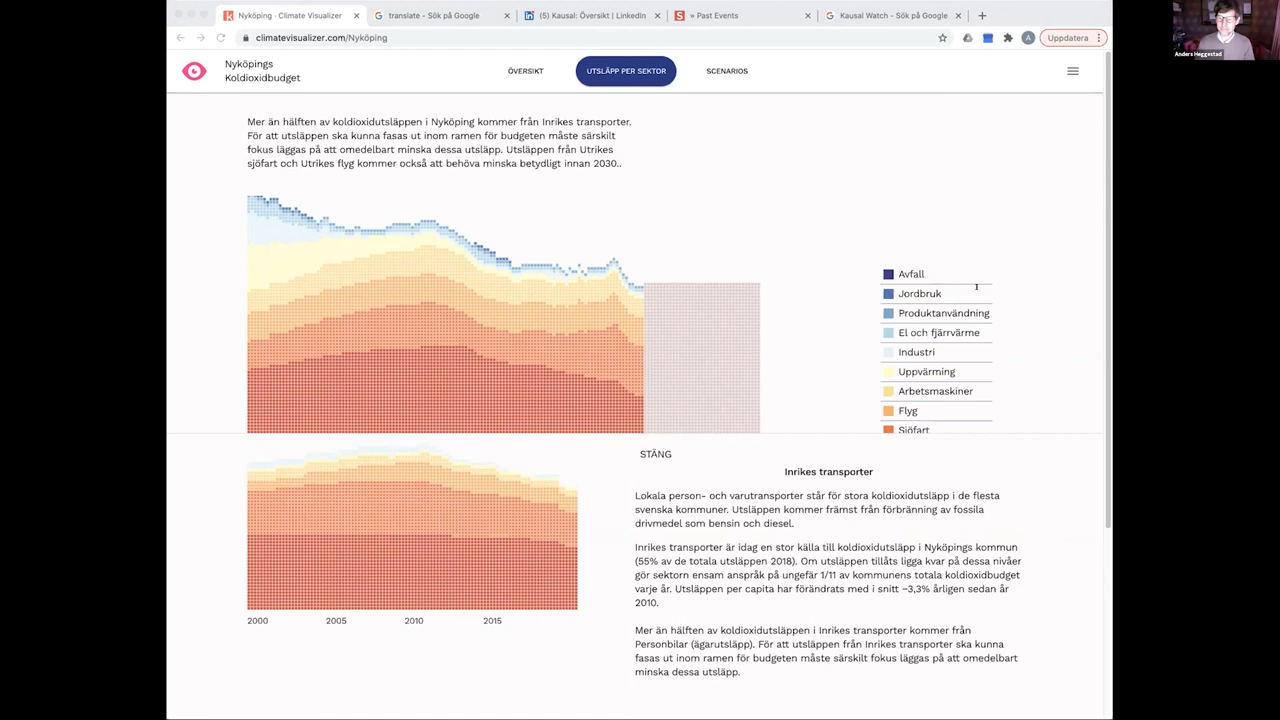 Nyköping · Climate Visualizer
translate - Sök på Google
(5) Kausal: Översikt | LinkedIn
» Past Events
Kausal Watch - Sök på Google
climatevisualizer.com/Nyköping
A
Uppdatera
Anders Heggestad
Nyköpings
Koldioxidbudget
ÖVERSIKT
UTSLÄPP PER SEKTOR
SCENARIOS
Mer än hälften av koldioxidutsläppen i Nyköping kommer från Inrikes transporter.
För att utsläppen ska kunna fasas ut inom ramen för budgeten måste särskilt
fokus läggas på att omedelbart minska dessa utsläpp. Utsläppen från Utrikes
sjöfart och Utrikes flyg kommer också att behöva minska betydligt innan 2030..
Avfall
Jordbruk
Produktanvändning
El och fjärrvärme
Industri
Uppvärming
Arbetsmaskiner
Flyg
Sjöfart
STÄNG
Inrikes transporter
Lokala person- och varutransporter står för stora koldioxidutsläpp i de flesta
svenska kommuner. Utsläppen kommer främst från förbränning av fossila
drivmedel som bensin och diesel.
Inrikes transporter är idag en stor källa till koldioxidutsläpp i Nyköpings kommun
(55% av de totala utsläppen 2018). Om utsläppen tillåts ligga kvar på dessa nivåer
gör sektorn ensam anspråk på ungefär 1/11 av kommunens totala koldioxidbudget
varje år. Utsläppen per capita har förändrats med i snitt −3,3% årligen sedan år
2010.
Mer än hälften av koldioxidutsläppen i Inrikes transporter kommer från
Personbilar (ägarutsläpp). För att utsläppen från Inrikes transporter ska kunna
fasas ut inom ramen för budgeten måste särskilt fokus läggas på att omedelbart
minska dessa utsläpp.
2000
2005
2010
2015